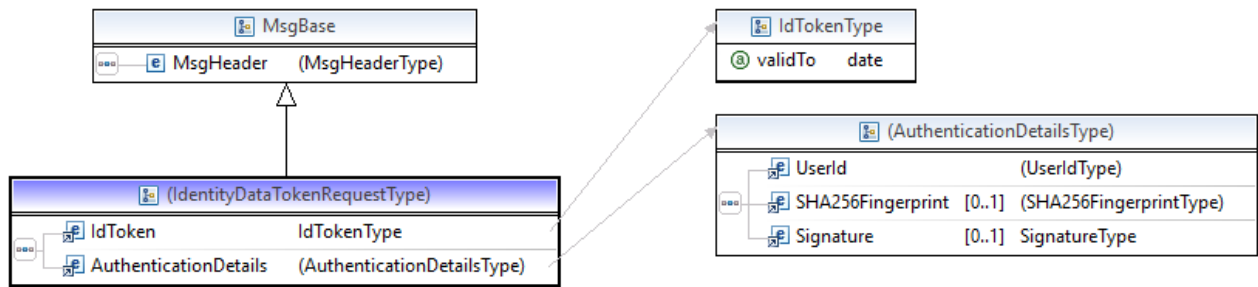 MsgBase
MsgHeader (MsgHeaderType)
IdTokenType
validTo date
(AuthenticationDetailsType)
UserId (UserIdType)
SHA256Fingerprint [0..1] (SHA256FingerprintType)
Signature [0..1] SignatureType
(IdentityDataTokenRequestType)
IdToken IdTokenType
AuthenticationDetails (AuthenticationDetailsType)